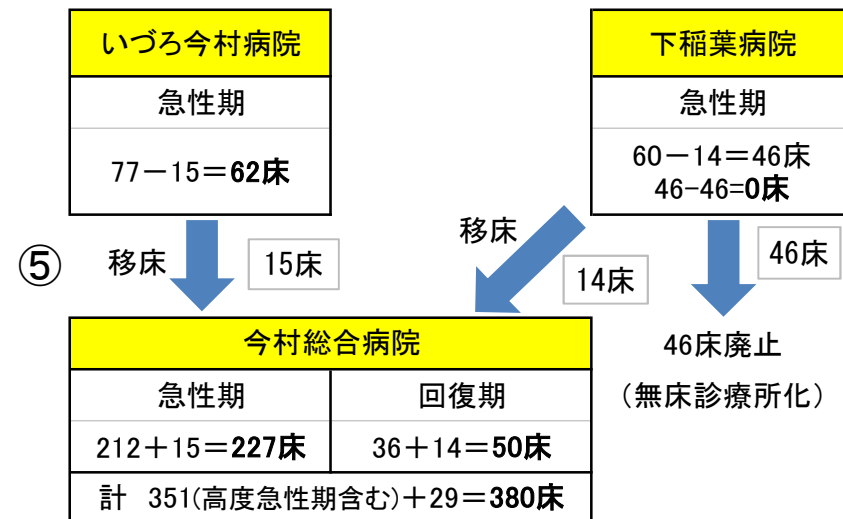 いづろ今村病院
急性期
77－15＝62床
下稲葉病院
急性期
60－14＝46床
46-46=0床
⑤
移床
15床
移床
14床
46床
今村総合病院
急性期
回復期
212＋15＝227床
36＋14＝50床
計 351(高度急性期含む)＋29＝380床
46床廃止
（無床診療所化）